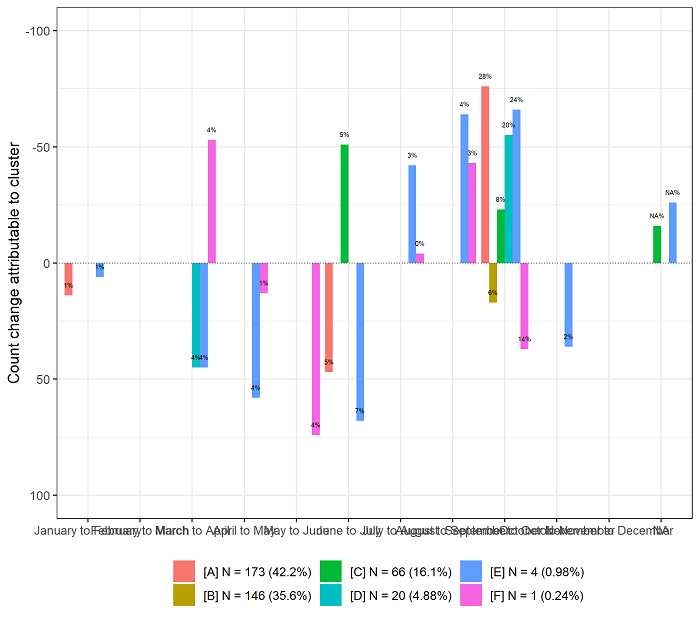 -100
28%
4%
24%
4%
20%
5%
3%
3%
NA%
8%
NA%
0%
-50
0
1%
1%
1%
6%
14%
2%
4%
4%
5%
4%
4%
7%
50
100
Count change attributable to cluster
January to February
March to April
April to May
May to June
June to July
July to August
NA
[A] N = 173 (42.2%)
[C] N = 66 (16.1%)
[E] N = 4 (0.98%)
[B] N = 146 (35.6%)
[D] N = 20 (4.88%)
[F] N = 1 (0.24%)